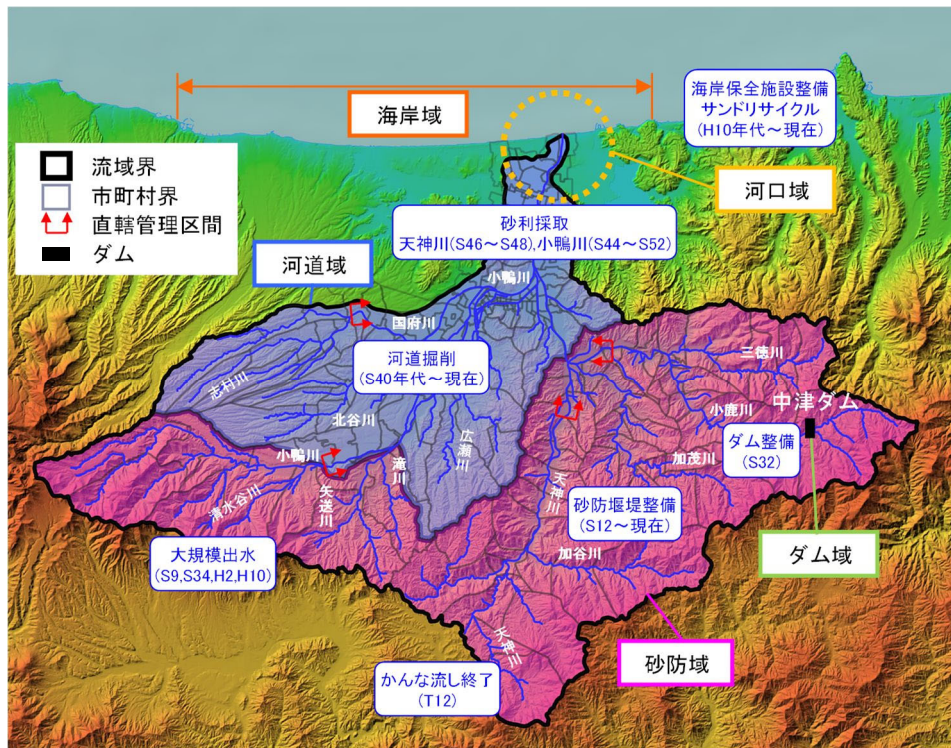 海岸域
海岸保全施設整備
サンドリサイクル
(H10年代～現在)
流域界
市町村界
直轄管理区間
ダム
河口域
砂利採取
天神川(S46～S48),小鴨川(S44～S52)
河道域
小鴨川
国府川
三徳川
河道掘削
(S40年代～現在)
志村川
中津ダム
小鹿川
北谷川
広瀬川
ダム整備
(S32)
小鴨川
滝川
加茂川
清水谷川
矢送川
天神川
砂防堰堤整備
(S12～現在)
大規模出水
(S9,S34,H2,H10)
加谷川
ダム域
天神川
砂防域
かんな流し終了
(T12)